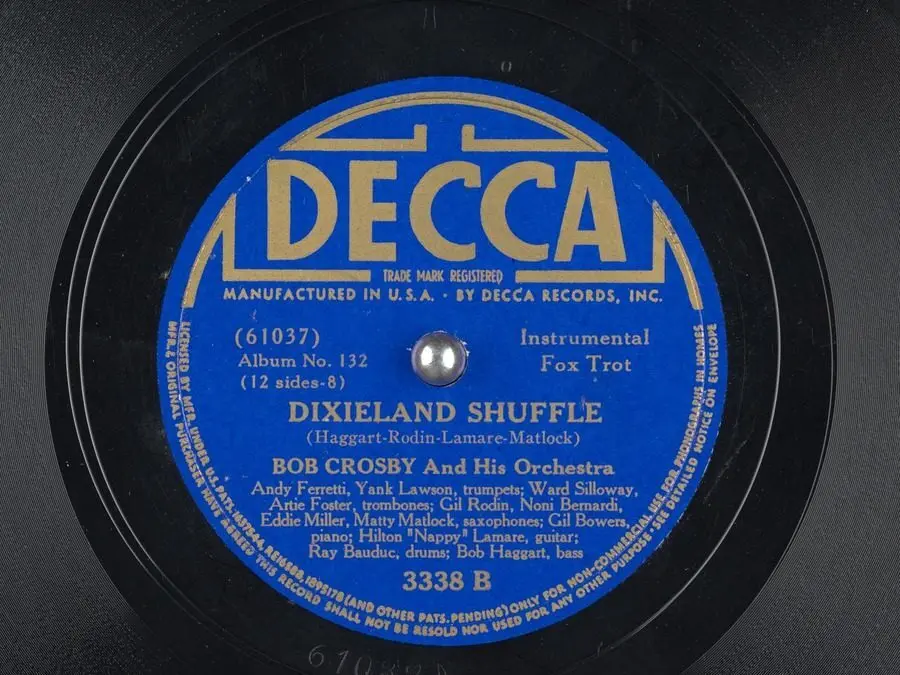 DECCA
TRADE MARK REGISTERED
MANUFACTURED IN U.S.A. · BY DECCA RECORDS, INC.
(61037)
Album No. 132
(12 sides-8)
Instrumental
Fox Trot
DIXIELAND SHUFFLE
(Haggart-Rodin-Lamare-Matlock)
BOB CROSBY And His Orchestra
Andy Ferretti, Yank Lawson, trumpets; Ward Silloway,
Artie Foster, trombones; Gil Rodin, Noni Bernardi,
Eddie Miller, Matty Matlock, saxophones; Gil Bowers,
piano; Hilton "Nappy" Lamare, guitar;
Ray Bauduc, drums; Bob Haggart, bass
3338 B
LICENSED BY MFR. UNDER U.S. PATS. 1637544, RE16588, 1895178 (AND OTHER PATS. PENDING) ONLY FOR NON-COMMERCIAL USE FOR PHONOGRAPHS IN HOMES
MFR. & ORIGINAL PURCHASER HAVE AGREED THIS RECORD SHALL NOT BE RESOLD NOR USED FOR ANY OTHER PURPOSE · SEE DETAILED NOTICE ON ENVELOPE